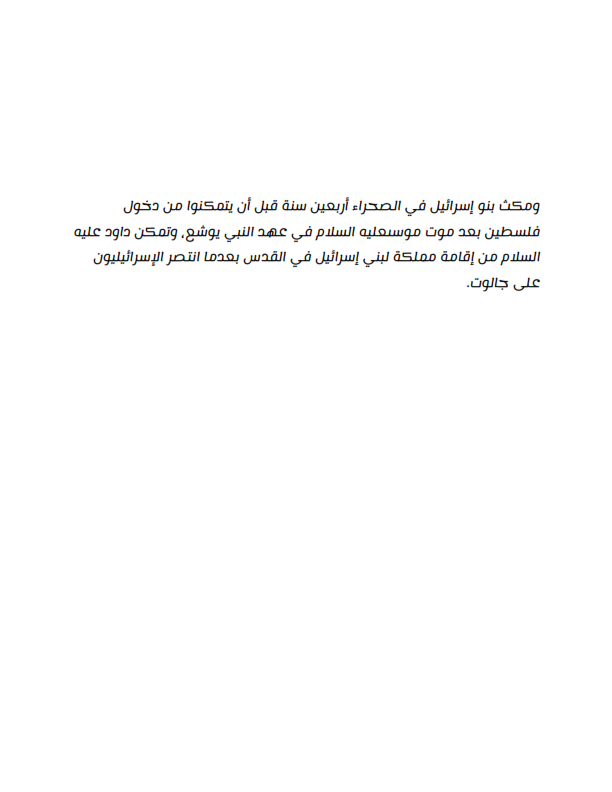 ومكث بنو إسرائيل في الصحراء أربعين سنة قبل أن يتمكنوا من دخول
فلسطين بعد موت موسىعليه السلام في عهد النبي يوشع، وتمكن داود عليه
السلام من إقامة مملكة لبني إسرائيل في القدس بعدما انتصر الإسرائيليون
على جالوت.